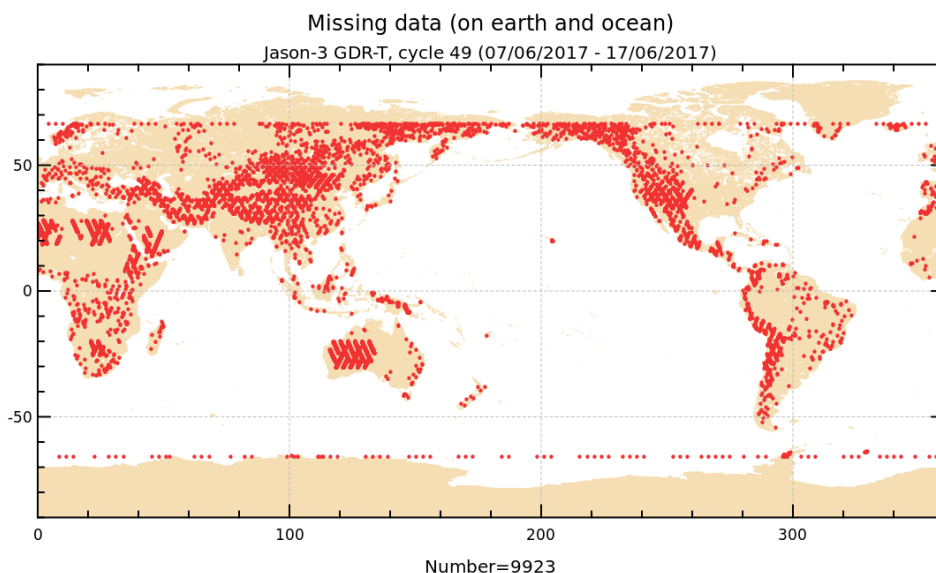 Missing data (on earth and ocean)
Jason-3 GDR-T, cycle 49 (07/06/2017 - 17/06/2017)
50
0
-50
0 100 200 300
Number=9923